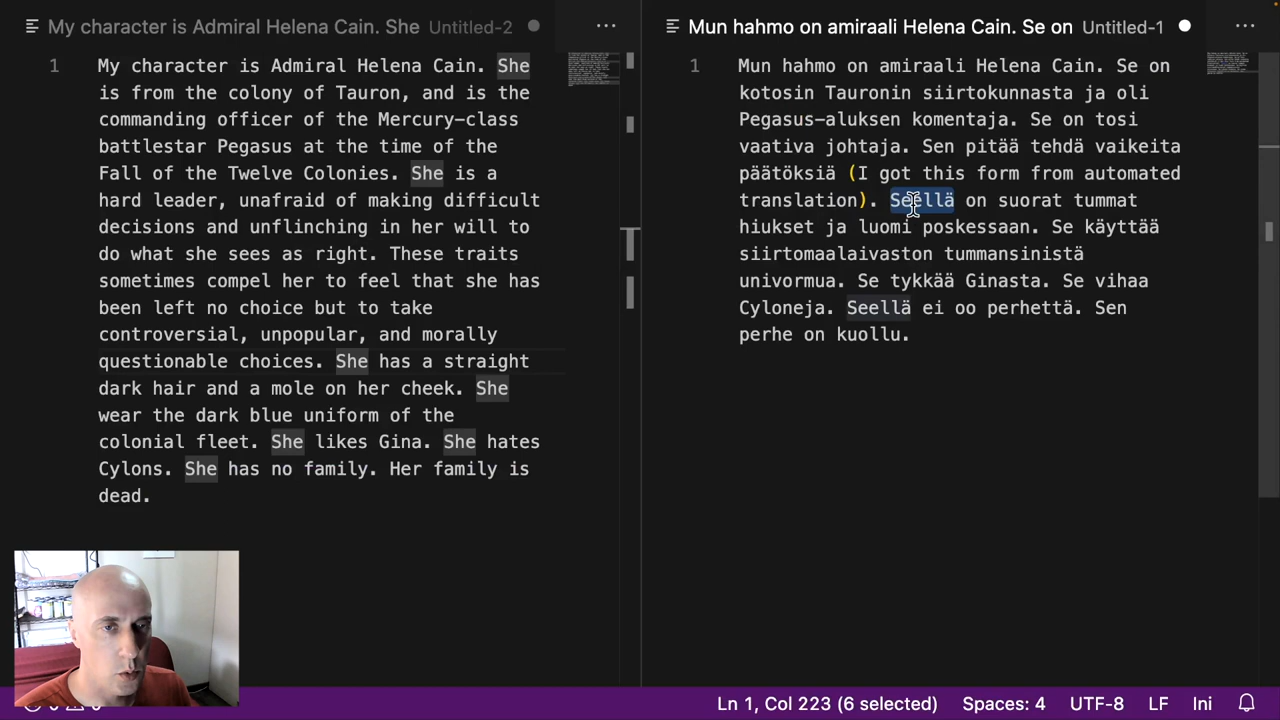 My character is Admiral Helena Cain. She Untitled-2
Mun hahmo on amiraali Helena Cain. Se on Untitled-1
1
My character is Admiral Helena Cain. She
is from the colony of Tauron, and is the
commanding officer of the Mercury-class
battlestar Pegasus at the time of the
Fall of the Twelve Colonies. She is a
hard leader, unafraid of making difficult
decisions and unflinching in her will to
do what she sees as right. These traits
sometimes compel her to feel that she has
been left no choice but to take
controversial, unpopular, and morally
questionable choices. She has a straight
dark hair and a mole on her cheek. She
wear the dark blue uniform of the
colonial fleet. She likes Gina. She hates
Cylons. She has no family. Her family is
dead.
1
Mun hahmo on amiraali Helena Cain. Se on
kotosin Tauronin siirtokunnasta ja oli
Pegasus-aluksen komentaja. Se on tosi
vaativa johtaja. Sen pitää tehdä vaikeita
päätöksiä (I got this form from automated
translation). Seellä on suorat tummat
hiukset ja luomi poskessaan. Se käyttää
siirtomaalaivaston tummansinistä
univormua. Se tykkää Ginasta. Se vihaa
Cyloneja. Seellä ei oo perhettä. Sen
perhe on kuollu.
Ln 1, Col 223 (6 selected) Spaces: 4 UTF-8 LF Ini